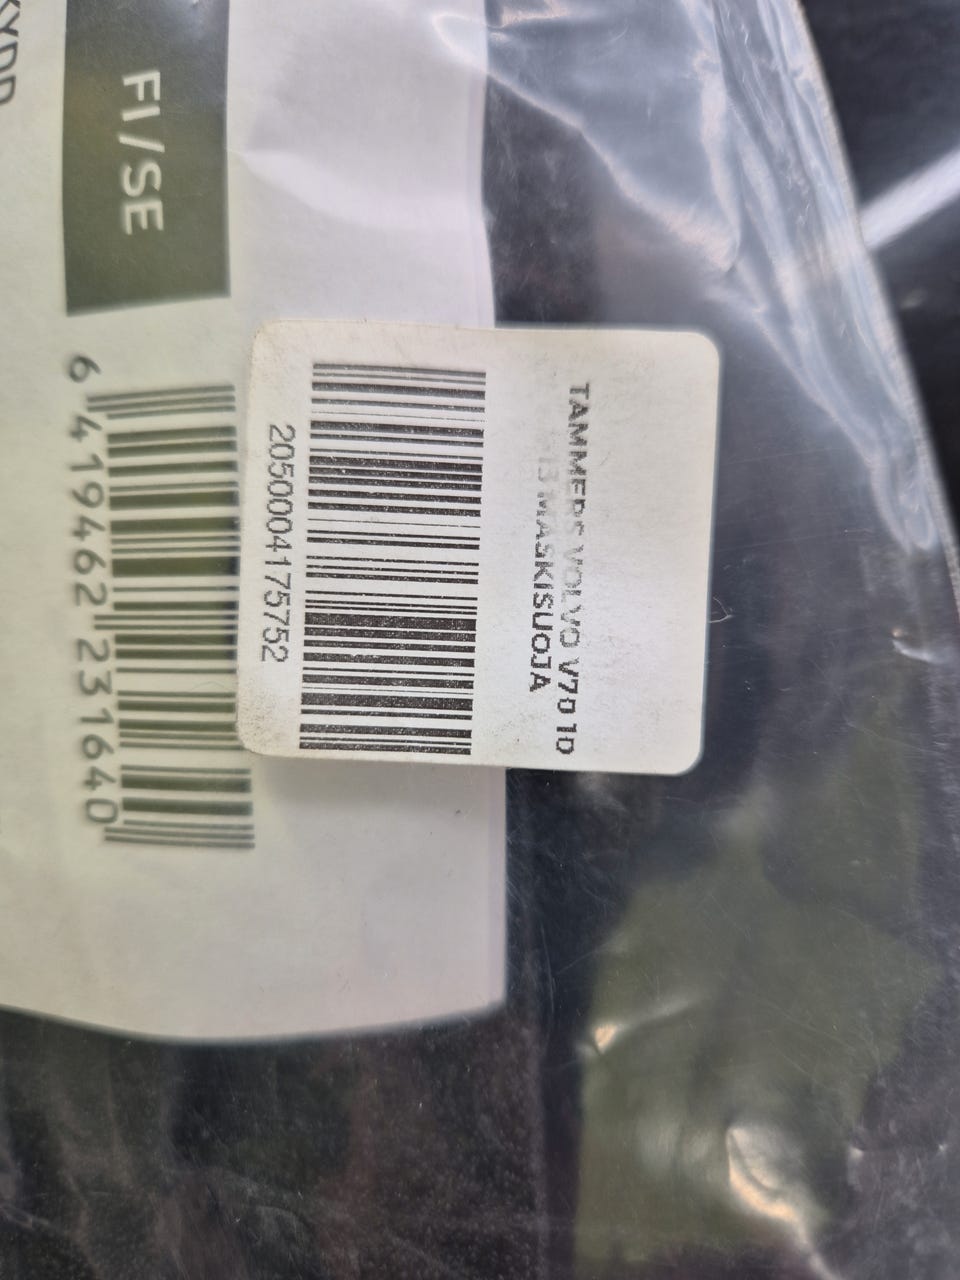 FI/SE
TAMMERS VOLVO V70 10
13 MASKISUOJA
2050004175752
6 419462 231640